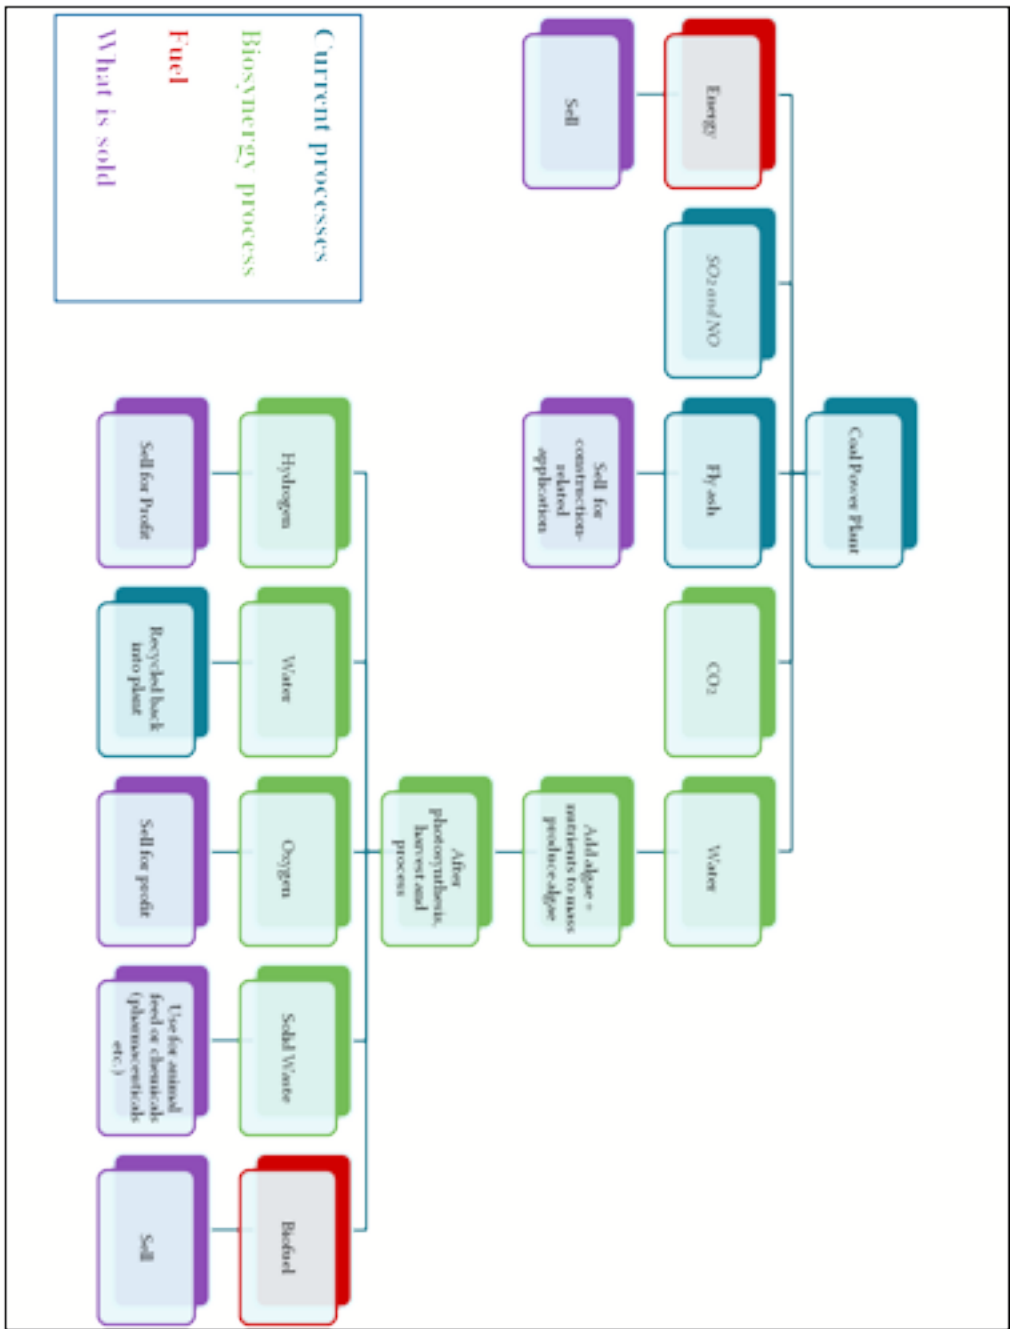 Coal Power Plant
Energy
SO₂ and NO
Fly ash
CO₂
Water
Sell
Sell for
construction-
related
application
Add algae +
nutrients to mass
produce algae
After
photosynthesis,
harvest and
process
Hydrogen
Water
Oxygen
Solid Waste
Biofuel
Sell for Profit
Recycled back
into plant
Sell for profit
Use for animal
feed or chemicals
(pharmaceuticals
etc.)
Sell
Current processes
Biosynergy process
Fuel
What is sold